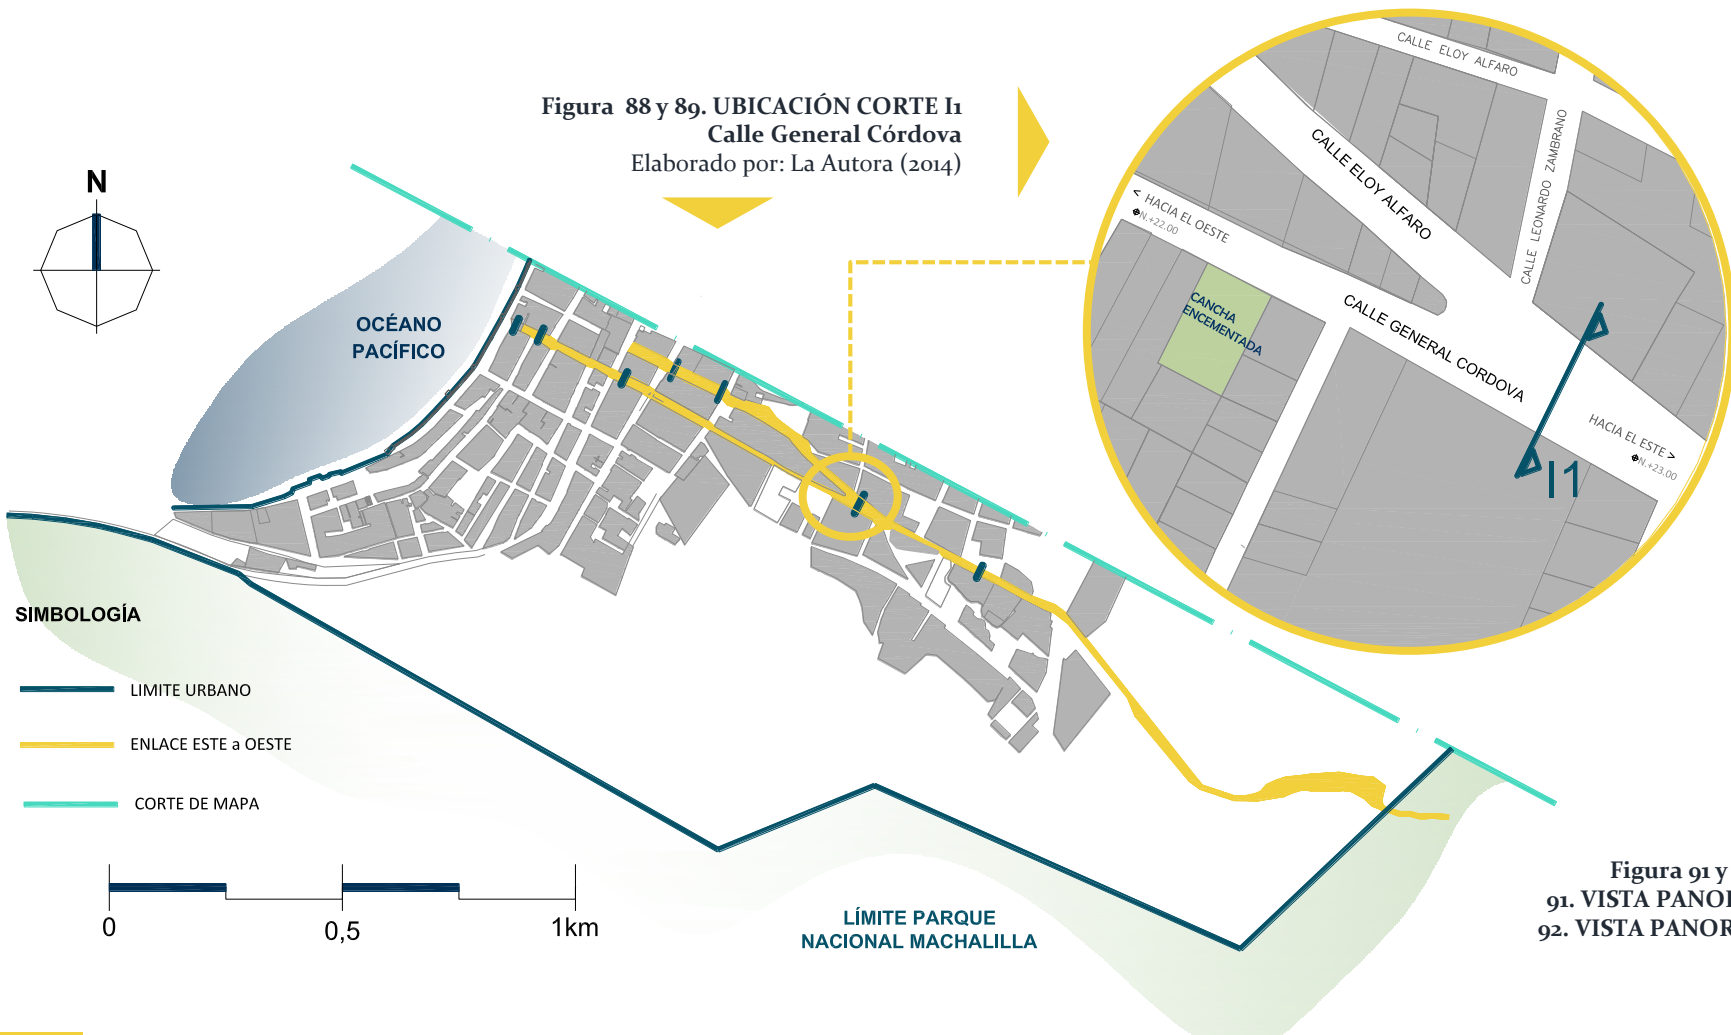 Figura 88 y 89. UBICACIÓN CORTE I1
Calle General Córdova
Elaborado por: La Autora (2014)
N
OCÉANO
PACÍFICO
CALLE ELOY ALFARO
CALLE ELOY ALFARO
CALLE LEONARDO ZAMBRANO
< HACIA EL OESTE
N.+22.00
CANCHA
ENCEMENTADA
CALLE GENERAL CORDOVA
HACIA EL ESTE >
N.+23.00
I1
SIMBOLOGÍA
LIMITE URBANO
ENLACE ESTE a OESTE
CORTE DE MAPA
0
0,5
1km
LÍMITE PARQUE
NACIONAL MACHALILLA
Figura 91 y
91. VISTA PANOR
92. VISTA PANOR